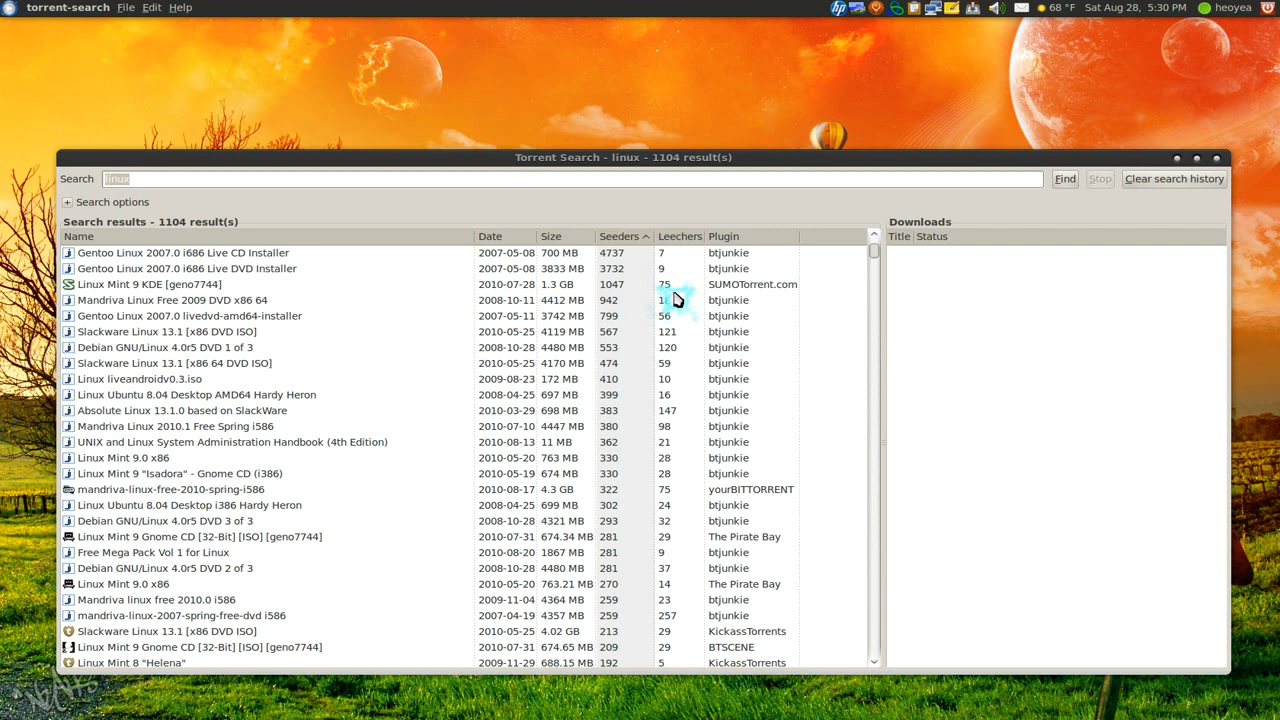 torrent-search File Edit Help 68 °F Sat Aug 28, 5:30 PM heoyea
Torrent Search - linux - 1104 result(s)
Search linux Find Stop Clear search history
Search options
Search results - 1104 result(s) Downloads
Name Date Size Seeders Leechers Plugin Title Status
Gentoo Linux 2007.0 i686 Live CD Installer 2007-05-08 700 MB 4737 7 btjunkie
Gentoo Linux 2007.0 i686 Live DVD Installer 2007-05-08 3833 MB 3732 9 btjunkie
Linux Mint 9 KDE [geno7744] 2010-07-28 1.3 GB 1047 75 SUMOTorrent.com
Mandriva Linux Free 2009 DVD x86 64 2008-10-11 4412 MB 942 btjunkie
Gentoo Linux 2007.0 livedvd-amd64-installer 2007-05-11 3742 MB 799 56 btjunkie
Slackware Linux 13.1 [x86 DVD ISO] 2010-05-25 4119 MB 567 121 btjunkie
Debian GNU/Linux 4.0r5 DVD 1 of 3 2008-10-28 4480 MB 553 120 btjunkie
Slackware Linux 13.1 [x86 64 DVD ISO] 2010-05-25 4170 MB 474 59 btjunkie
Linux liveandroidv0.3.iso 2009-08-23 172 MB 410 10 btjunkie
Linux Ubuntu 8.04 Desktop AMD64 Hardy Heron 2008-04-25 697 MB 399 16 btjunkie
Absolute Linux 13.1.0 based on SlackWare 2010-03-29 698 MB 383 147 btjunkie
Mandriva Linux 2010.1 Free Spring i586 2010-07-10 4447 MB 380 98 btjunkie
UNIX and Linux System Administration Handbook (4th Edition) 2010-08-13 11 MB 362 21 btjunkie
Linux Mint 9.0 x86 2010-05-20 763 MB 330 28 btjunkie
Linux Mint 9 "Isadora" - Gnome CD (i386) 2010-05-19 674 MB 330 28 btjunkie
mandriva-linux-free-2010-spring-i586 2010-08-17 4.3 GB 322 75 yourBITTORRENT
Linux Ubuntu 8.04 Desktop i386 Hardy Heron 2008-04-25 699 MB 302 24 btjunkie
Debian GNU/Linux 4.0r5 DVD 3 of 3 2008-10-28 4321 MB 293 32 btjunkie
Linux Mint 9 Gnome CD [32-Bit] [ISO] [geno7744] 2010-07-31 674.34 MB 281 29 The Pirate Bay
Free Mega Pack Vol 1 for Linux 2010-08-20 1867 MB 281 9 btjunkie
Debian GNU/Linux 4.0r5 DVD 2 of 3 2008-10-28 4480 MB 281 37 btjunkie
Linux Mint 9.0 x86 2010-05-20 763.21 MB 270 14 The Pirate Bay
Mandriva linux free 2010.0 i586 2009-11-04 4364 MB 259 23 btjunkie
mandriva-linux-2007-spring-free-dvd i586 2007-04-19 4357 MB 259 257 btjunkie
Slackware Linux 13.1 [x86 DVD ISO] 2010-05-25 4.02 GB 213 29 KickassTorrents
Linux Mint 9 Gnome CD [32-Bit] [ISO] [geno7744] 2010-07-31 674.65 MB 209 29 BTSCENE
Linux Mint 8 "Helena" 2009-11-29 688.15 MB 192 5 KickassTorrents